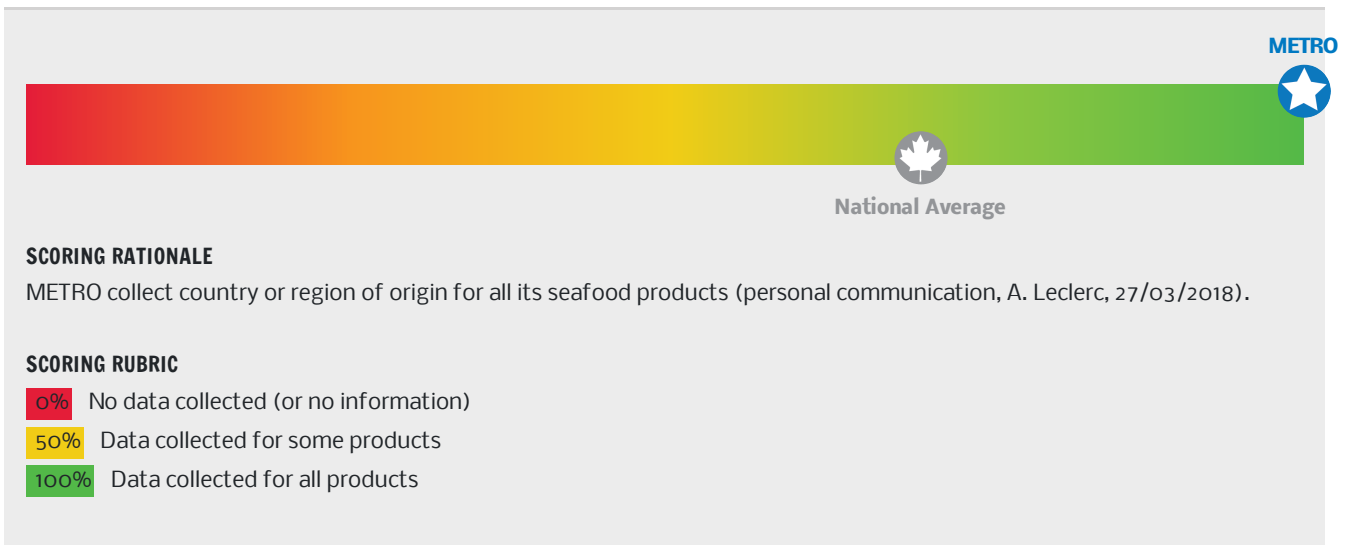 METRO
National Average
SCORING RATIONALE
METRO collect country or region of origin for all its seafood products (personal communication, A. Leclerc, 27/03/2018).
SCORING RUBRIC
0% No data collected (or no information)
50% Data collected for some products
100% Data collected for all products